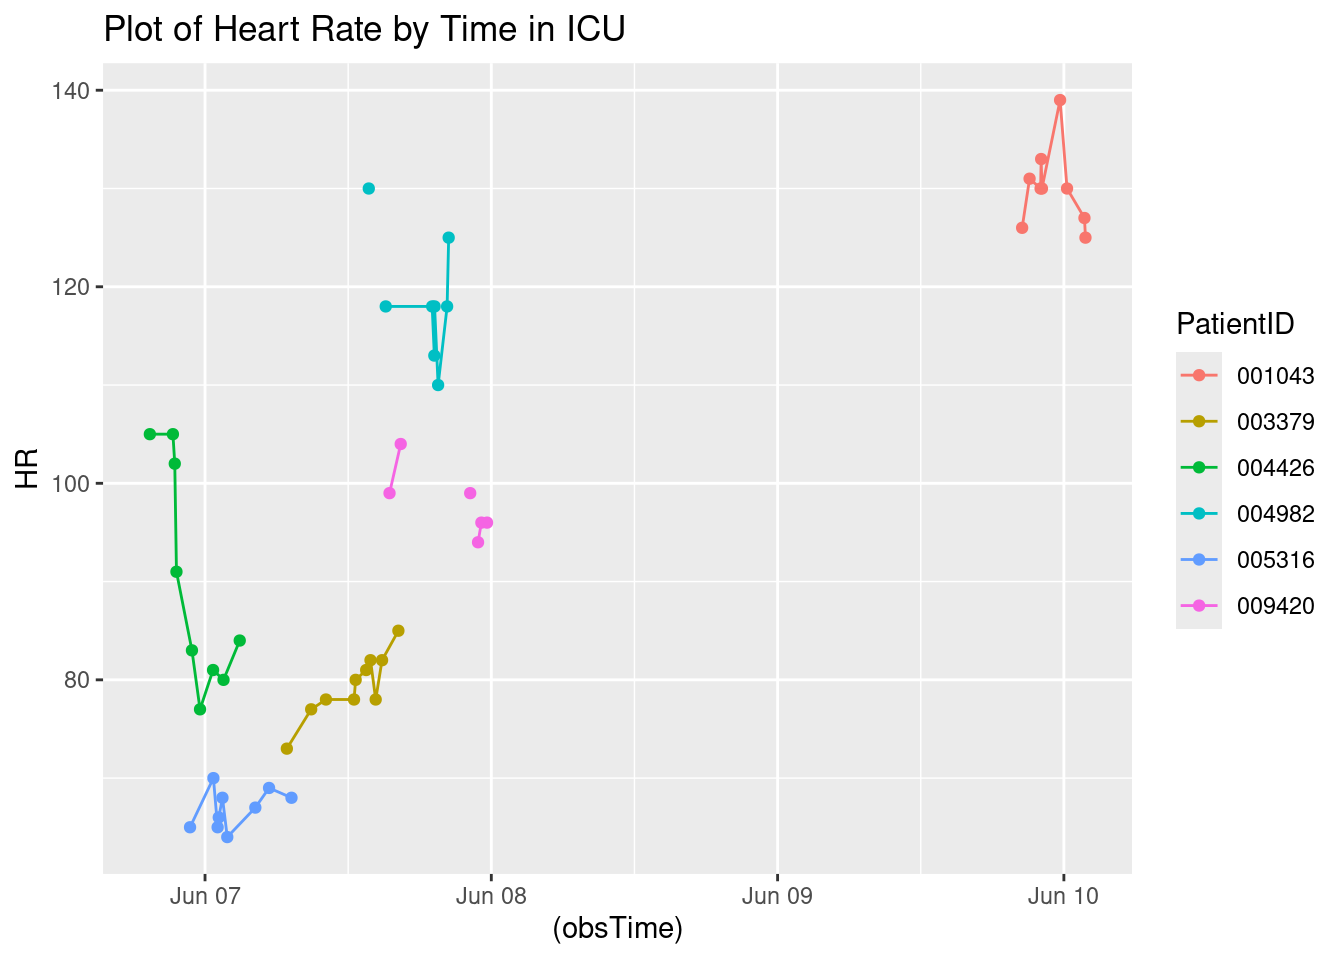 Plot of Heart Rate by Time in ICU
HR
140
120
100
80
Jun 07
Jun 08
Jun 09
Jun 10
(obsTime)
PatientID
001043
003379
004426
004982
005316
009420